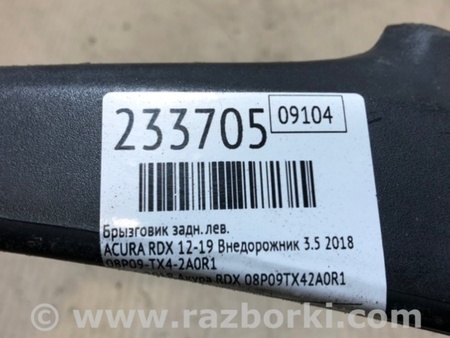 233705
09104
Брызговик задн.лев.
ACURA RDX 12-19 Внедорожник 3.5 2018
08P09-TX4-2A0R1
Акура RDX 08P09TX42A0R1
www.razborki.com